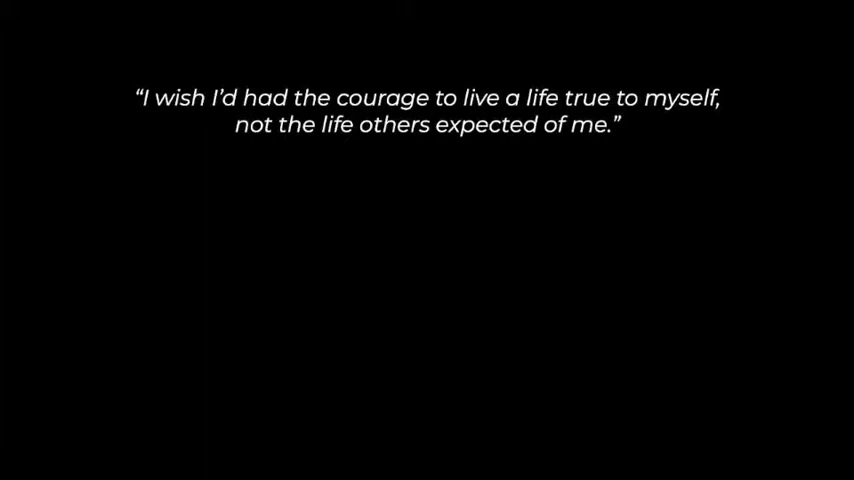 “I wish I’d had the courage to live a life true to myself,
not the life others expected of me.”